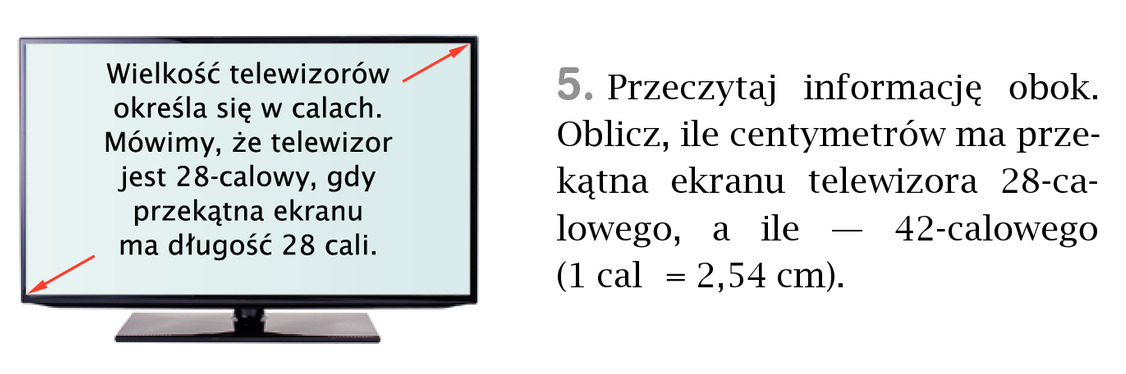 Wielkość telewizorów
określa się w calach.
Mówimy, że telewizor
jest 28-calowy, gdy
przekątna ekranu
ma długość 28 cali.
5. Przeczytaj informację obok.
Oblicz, ile centymetrów ma prze-
kątna ekranu telewizora 28-ca-
lowego, a ile — 42-calowego
(1 cal = 2,54 cm).